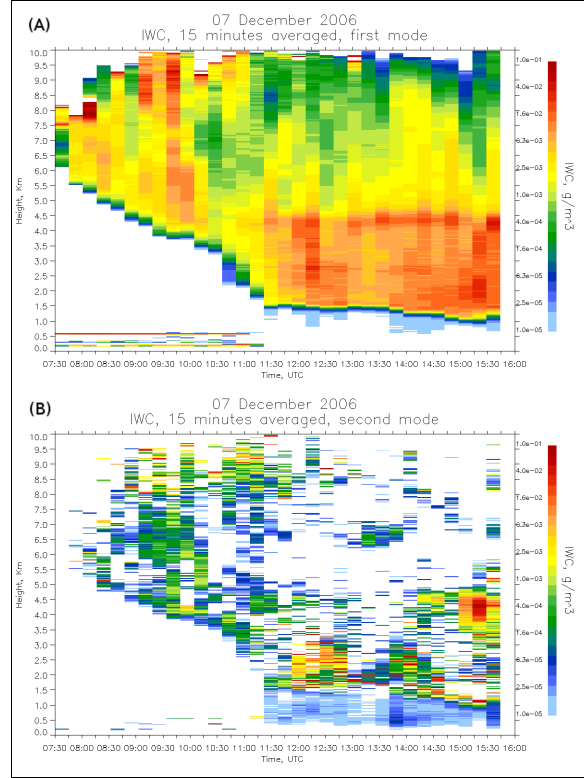 (A)
07 December 2006
IWC, 15 minutes averaged, first mode
Height, Km
10.0
9.5
9.0
8.5
8.0
7.5
7.0
6.5
6.0
5.5
5.0
4.5
4.0
3.5
3.0
2.5
2.0
1.5
1.0
0.5
0.0
07:30 08:00 08:30 09:00 09:30 10:00 10:30 11:00 11:30 12:00 12:30 13:00 13:30 14:00 14:30 15:00 15:30 16:00
Time, UTC
1.0e-01
4.0e-02
1.6e-02
6.3e-03
2.5e-03
1.0e-03
4.0e-04
1.6e-04
6.3e-05
2.5e-05
1.0e-05
IWC, g/m^3
(B)
07 December 2006
IWC, 15 minutes averaged, second mode
Height, Km
10.0
9.5
9.0
8.5
8.0
7.5
7.0
6.5
6.0
5.5
5.0
4.5
4.0
3.5
3.0
2.5
2.0
1.5
1.0
0.5
0.0
07:30 08:00 08:30 09:00 09:30 10:00 10:30 11:00 11:30 12:00 12:30 13:00 13:30 14:00 14:30 15:00 15:30 16:00
Time, UTC
1.0e-01
4.0e-02
1.6e-02
6.3e-03
2.5e-03
1.0e-03
4.0e-04
1.6e-04
6.3e-05
2.5e-05
1.0e-05
IWC, g/m^3